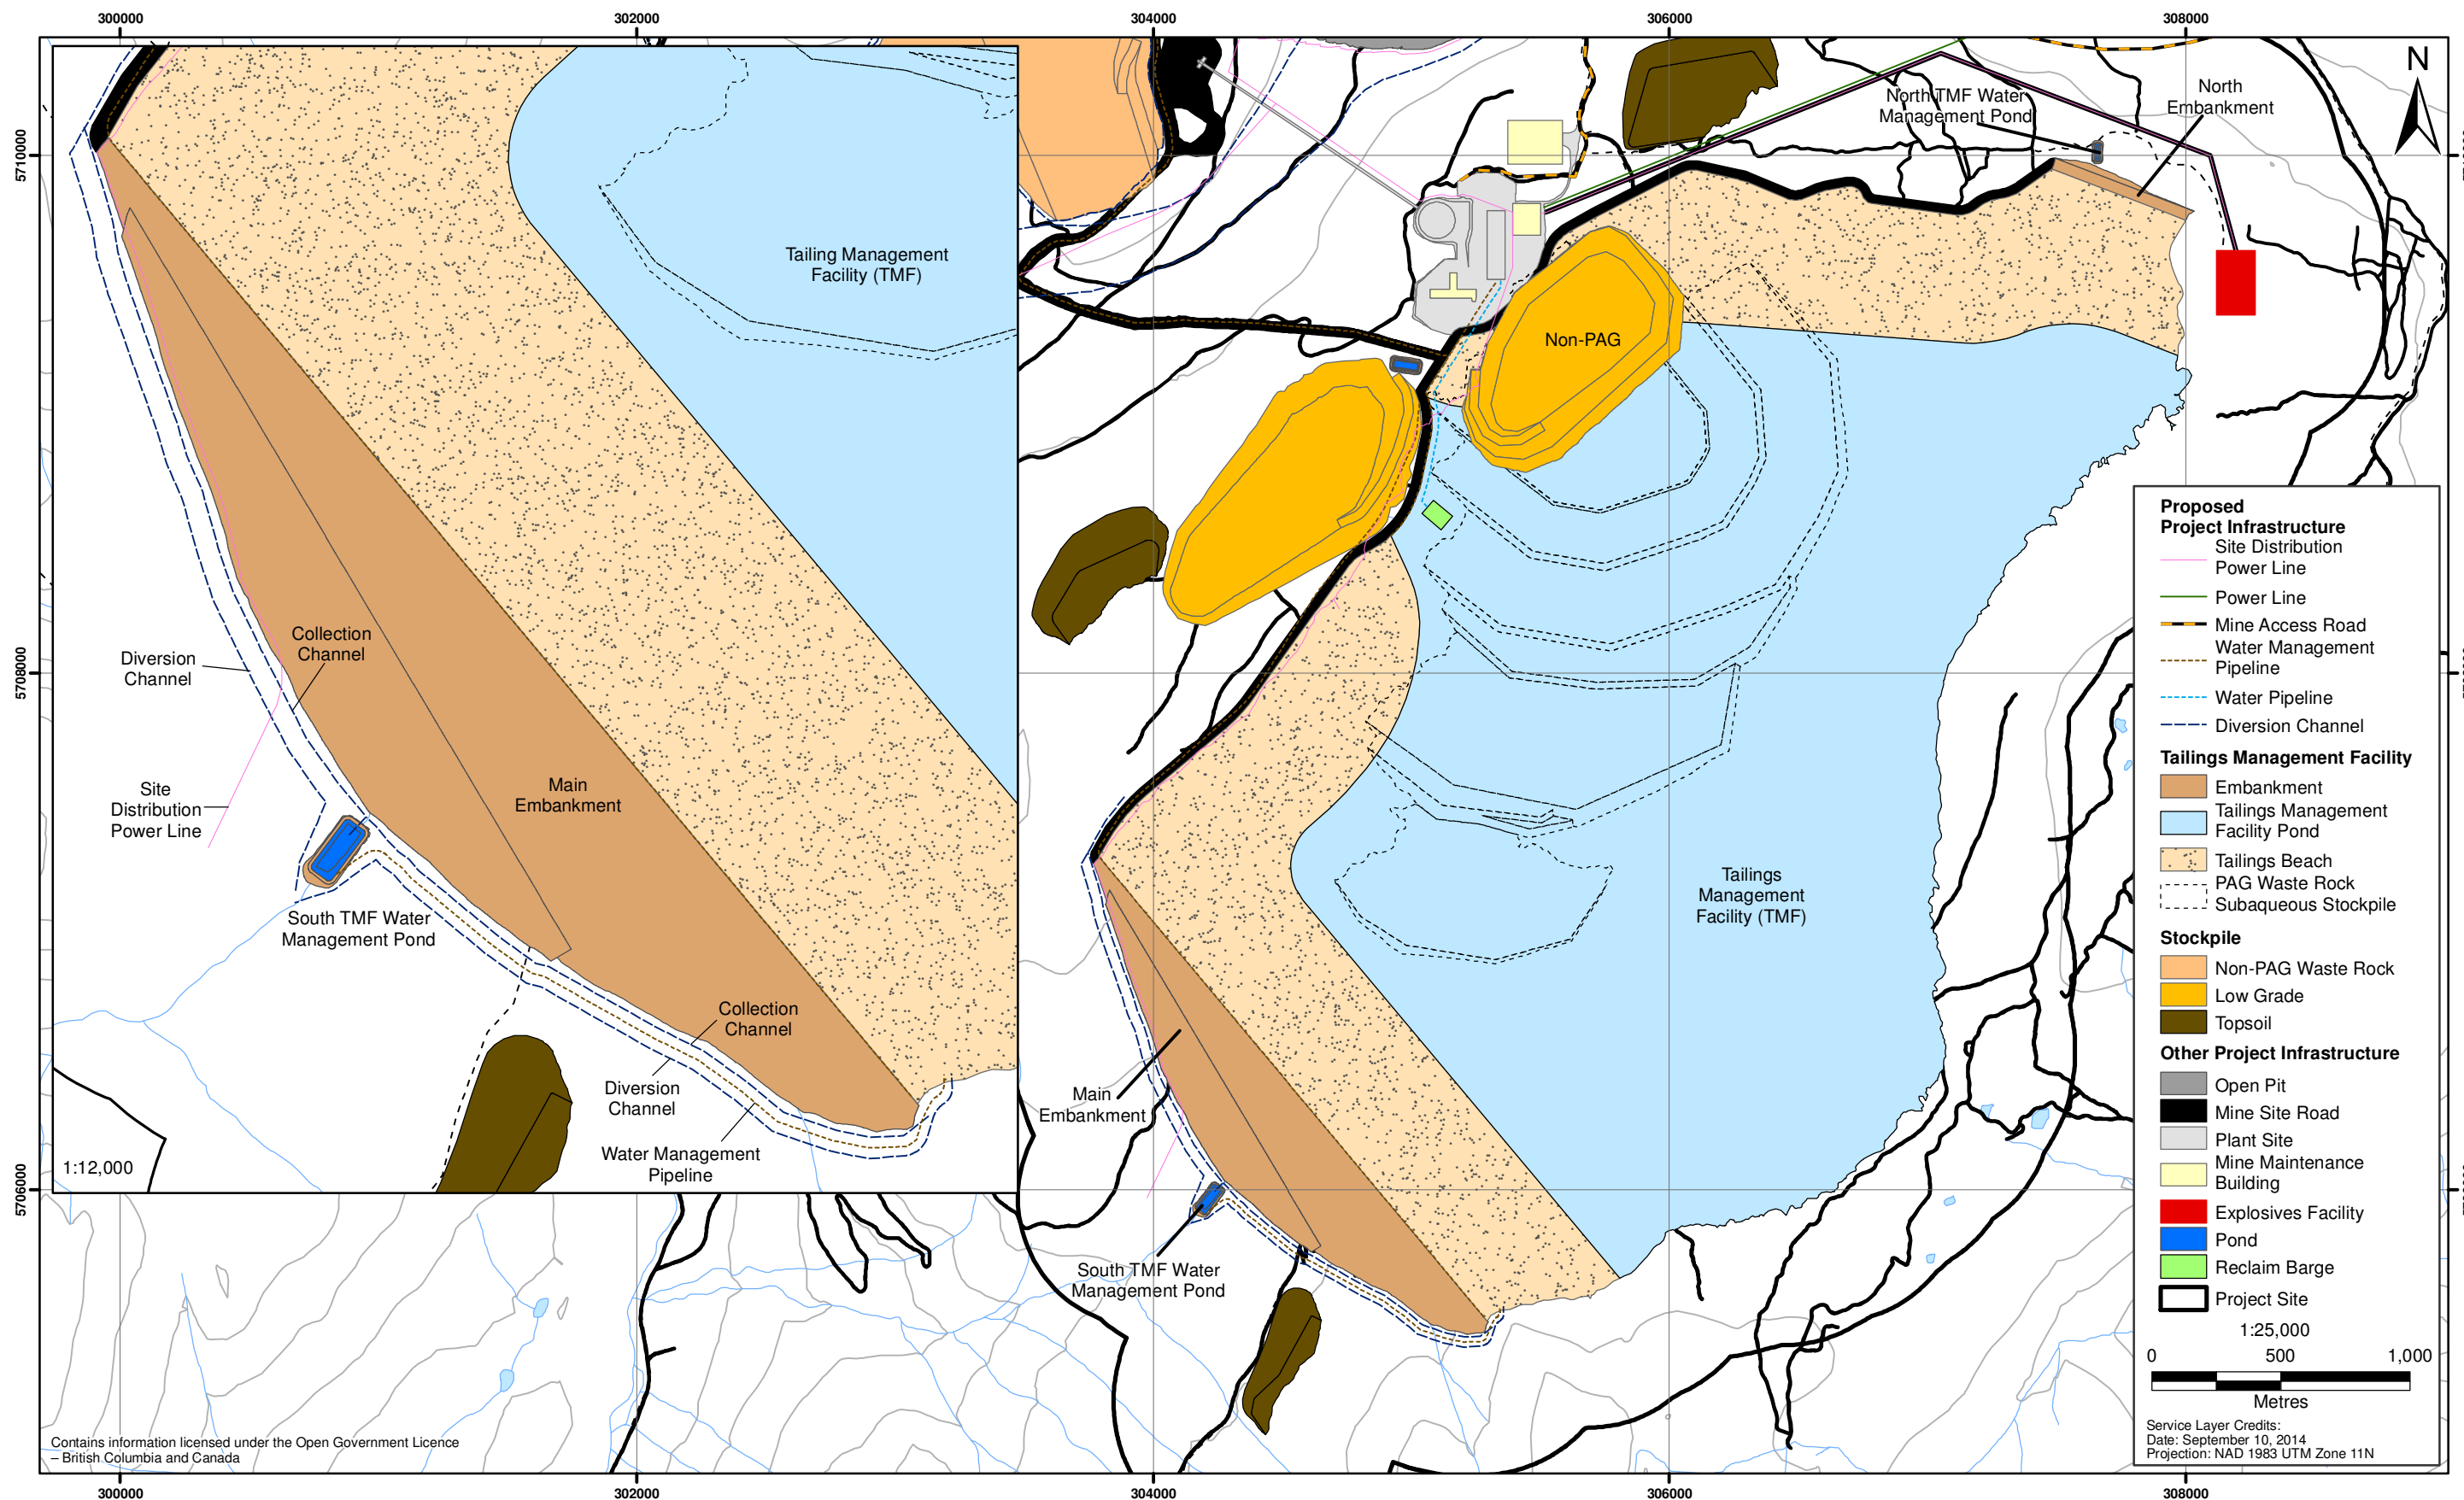 300000
302000
304000
306000
308000
N
North TMF Water
Management Pond
North
Embankment
5710000
Tailing Management
Facility (TMF)
Non-PAG
Proposed
Project Infrastructure
Site Distribution
Power Line
Power Line
Mine Access Road
Water Management
Pipeline
Water Pipeline
Diversion Channel
Tailings Management Facility
Embankment
Tailings Management
Facility Pond
Tailings Beach
PAG Waste Rock
Subaqueous Stockpile
Stockpile
Non-PAG Waste Rock
Low Grade
Topsoil
Other Project Infrastructure
Open Pit
Mine Site Road
Plant Site
Mine Maintenance
Building
Explosives Facility
Pond
Reclaim Barge
Project Site
1:25,000
0
500
1,000
Metres
Service Layer Credits:
Date: September 10, 2014
Projection: NAD 1983 UTM Zone 11N
5708000
Collection
Channel
Diversion
Channel
Site
Distribution
Power Line
Main
Embankment
South TMF Water
Management Pond
Collection
Channel
Diversion
Channel
Water Management
Pipeline
1:12,000
Tailings
Management
Facility (TMF)
Main
Embankment
South TMF Water
Management Pond
5706000
Contains information licensed under the Open Government Licence
– British Columbia and Canada
300000
302000
304000
306000
308000